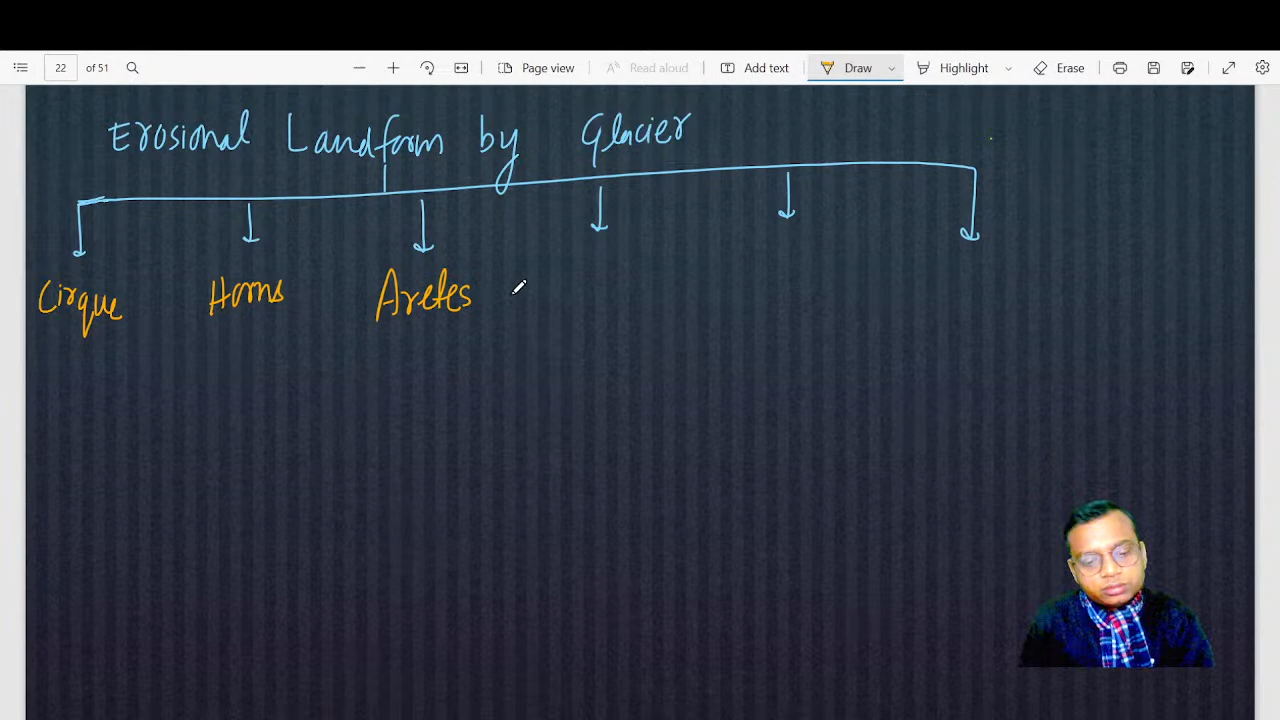 22 of 51 Page view Read aloud Add text Draw Highlight Erase
Erosional Landform by Glacier
Cirque Horns Aretes